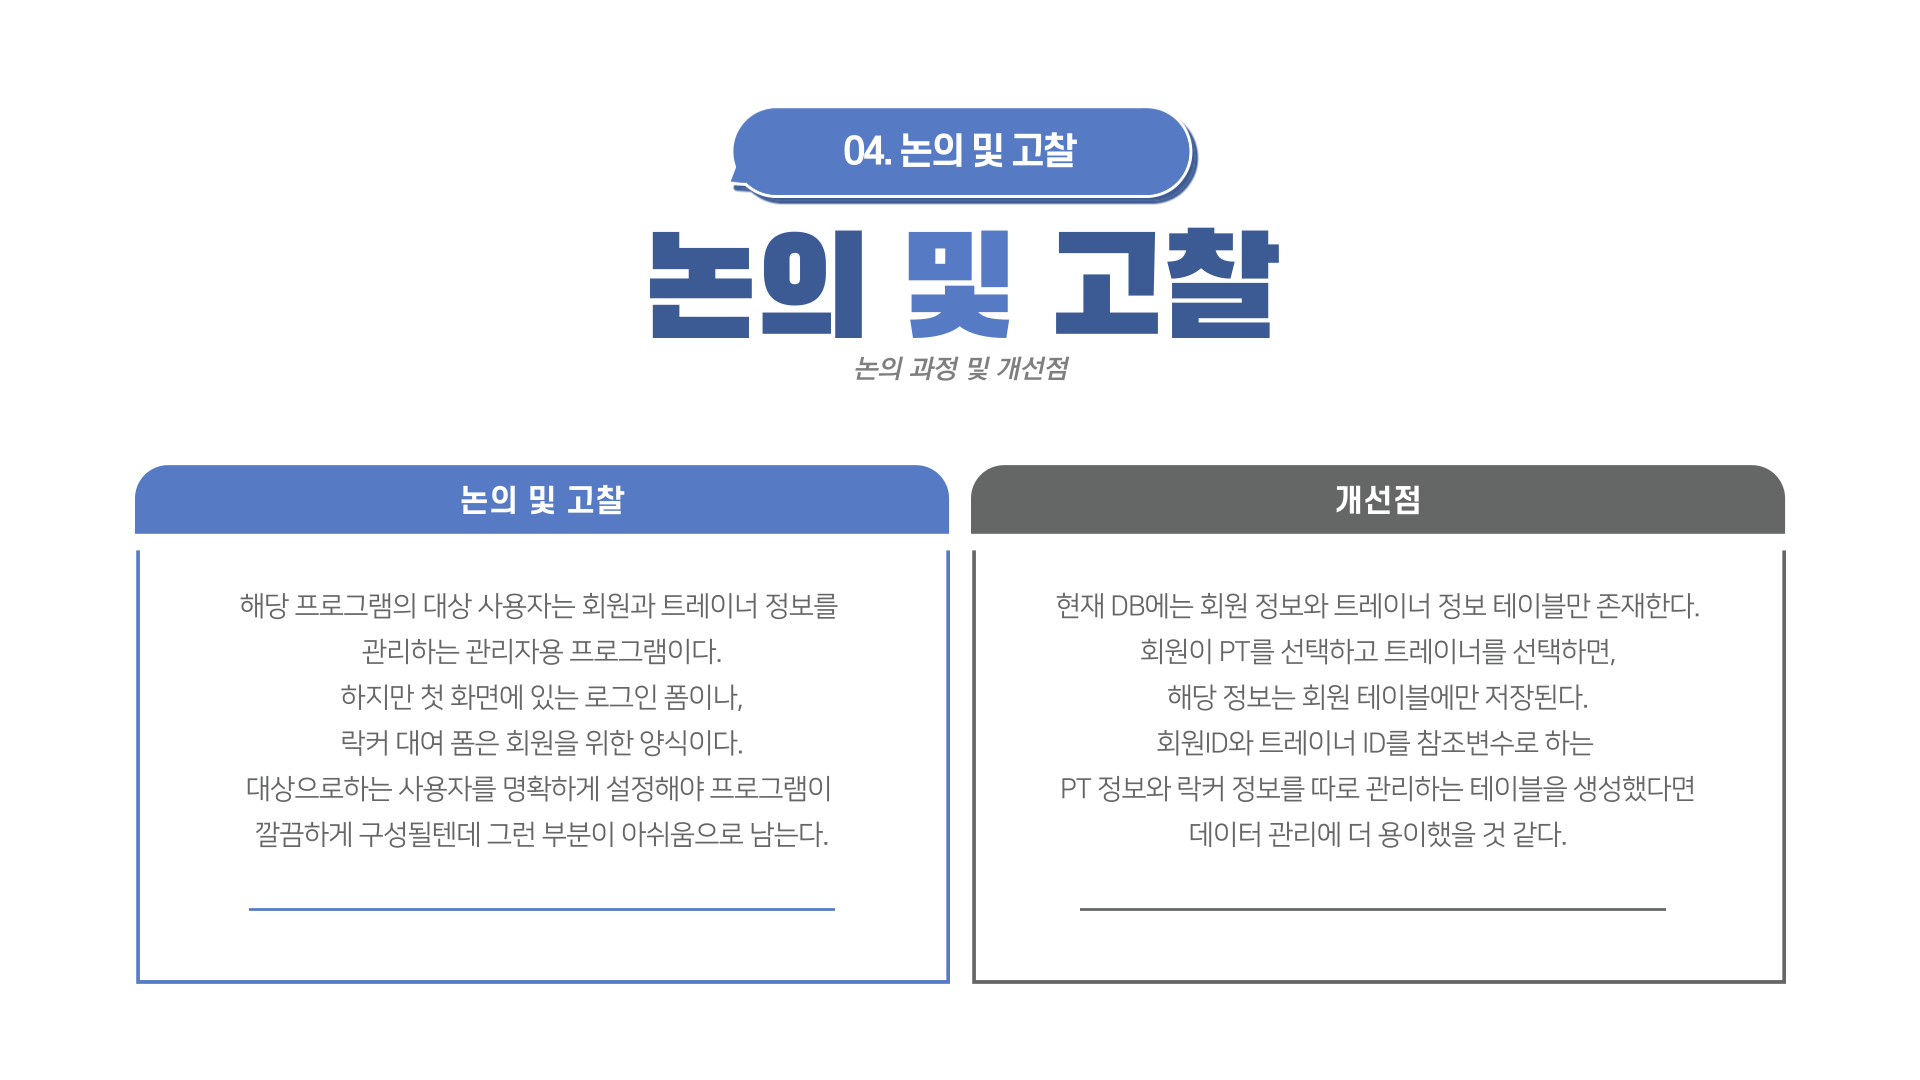 04. 논의 및 고찰
논의 및 고찰
논의 과정 및 개선점
논의 및 고찰
해당 프로그램의 대상 사용자는 회원과 트레이너 정보를
관리하는 관리자용 프로그램이다.
하지만 첫 화면에 있는 로그인 폼이나,
락커 대여 폼은 회원을 위한 양식이다.
대상으로하는 사용자를 명확하게 설정해야 프로그램이
깔끔하게 구성될텐데 그런 부분이 아쉬움으로 남는다.
개선점
현재 DB에는 회원 정보와 트레이너 정보 테이블만 존재한다.
회원이 PT를 선택하고 트레이너를 선택하면,
해당 정보는 회원 테이블에만 저장된다.
회원ID와 트레이너 ID를 참조변수로 하는
PT 정보와 락커 정보를 따로 관리하는 테이블을 생성했다면
데이터 관리에 더 용이했을 것 같다.